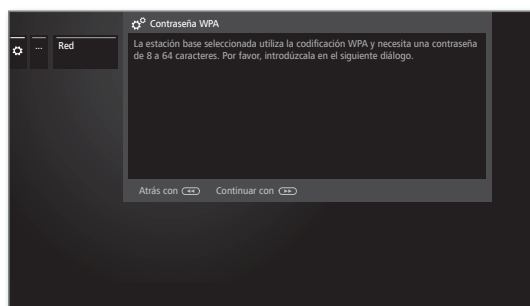 Contraseña WPA
... Red
La estación base seleccionada utiliza la codificación WPA y necesita una contraseña
de 8 a 64 caracteres. Por favor, introdúzcala en el siguiente diálogo.
Atrás con Continuar con